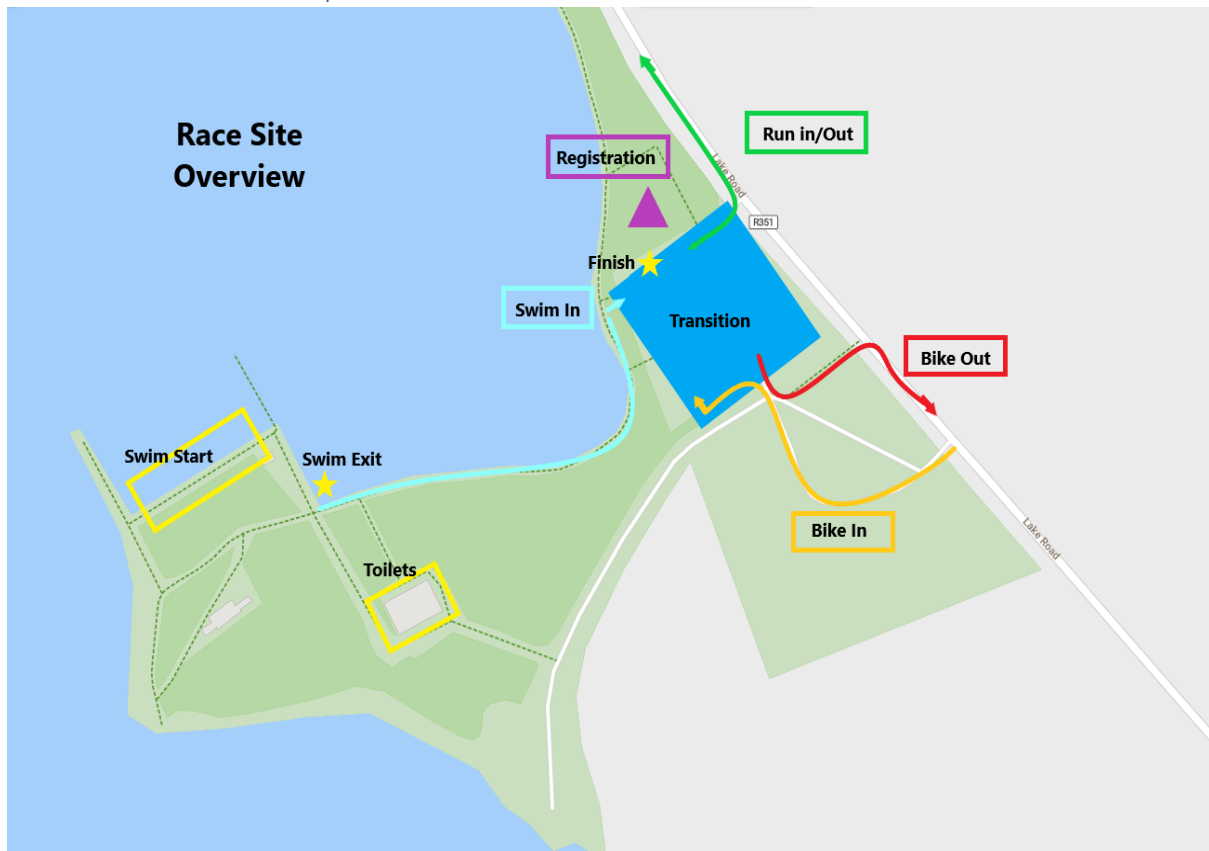 Race Site
Overview
Run in/Out
Registration
Lake Road
R351
Finish
Swim In
Transition
Bike Out
Swim Start
Swim Exit
Bike In
Lake Road
Toilets